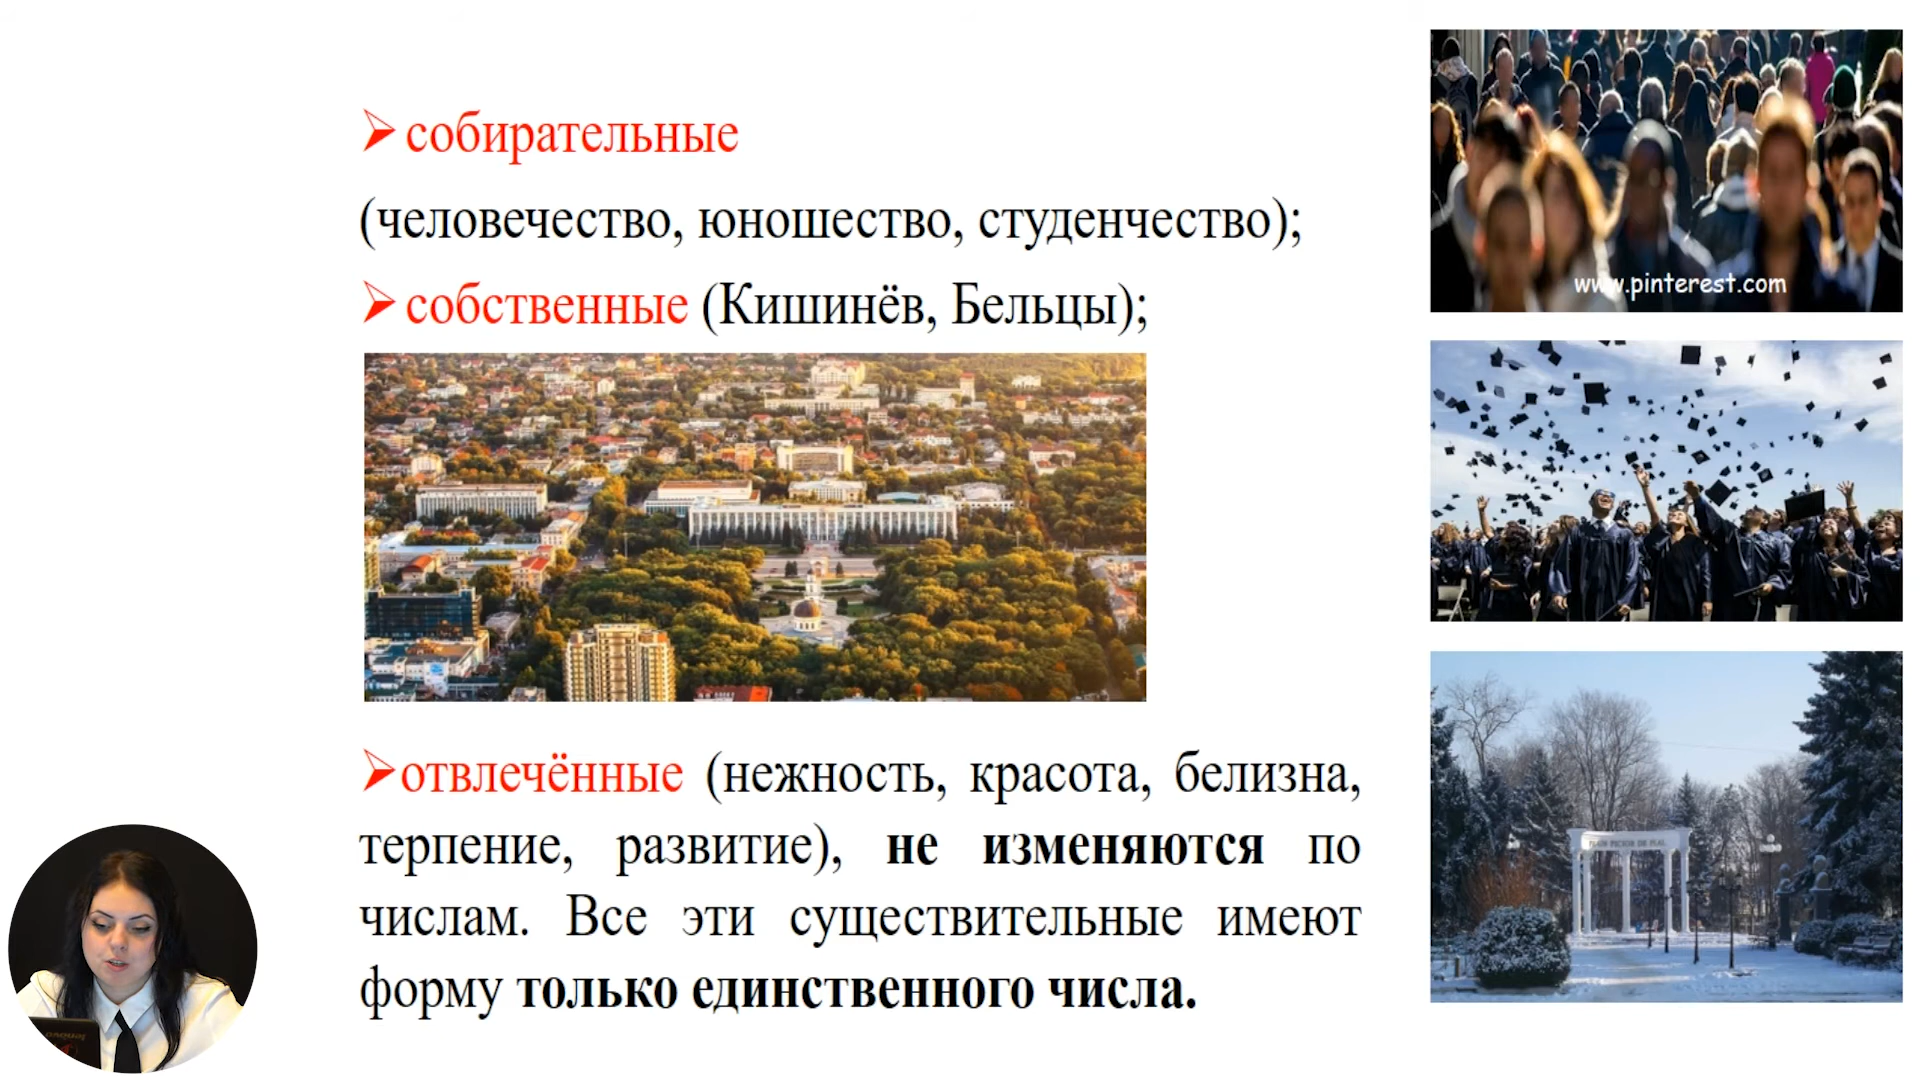 собирательные
(человечество, юношество, студенчество);
собственные (Кишинёв, Бельцы);
отвлечённые (нежность, красота, белизна,
терпение, развитие), не изменяются по
числам. Все эти существительные имеют
форму только единственного числа.
www.pinterest.com
lenovo